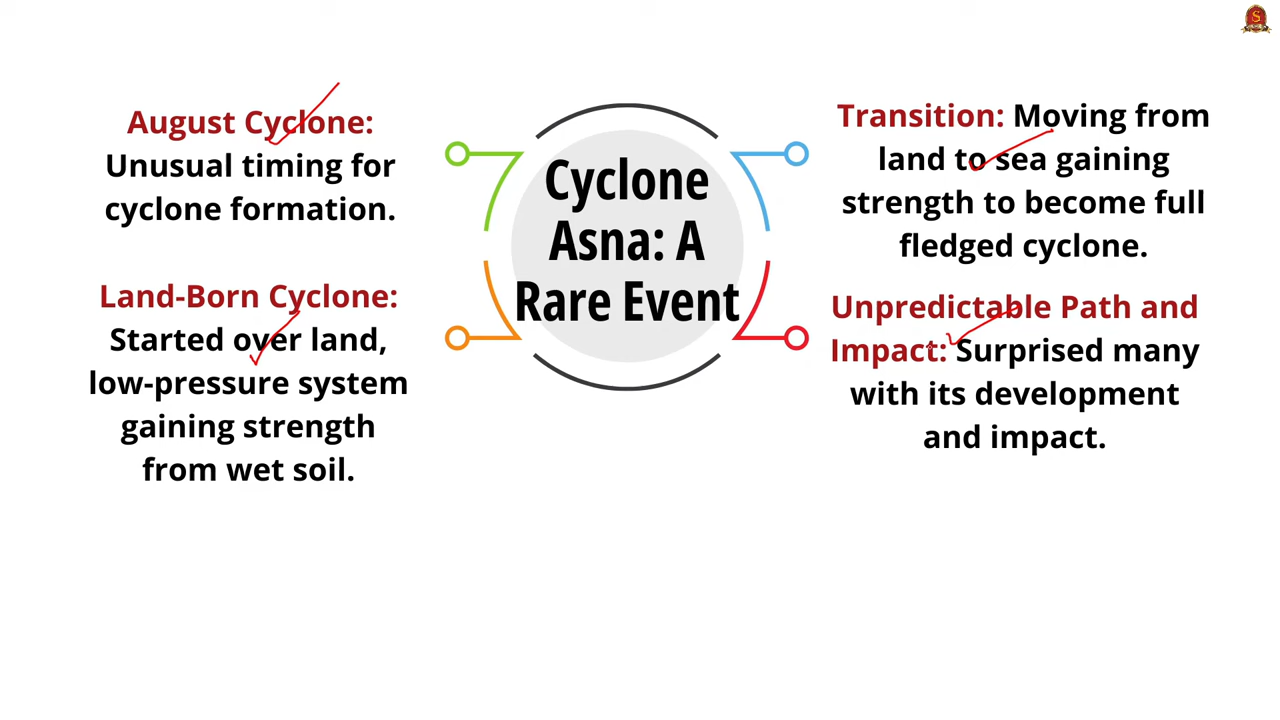 August Cyclone:
Unusual timing for
cyclone formation.
Land-Born Cyclone:
Started over land,
low-pressure system
gaining strength
from wet soil.
Cyclone
Asna: A
Rare Event
Transition: Moving from
land to sea gaining
strength to become full
fledged cyclone.
Unpredictable Path and
Impact: Surprised many
with its development
and impact.